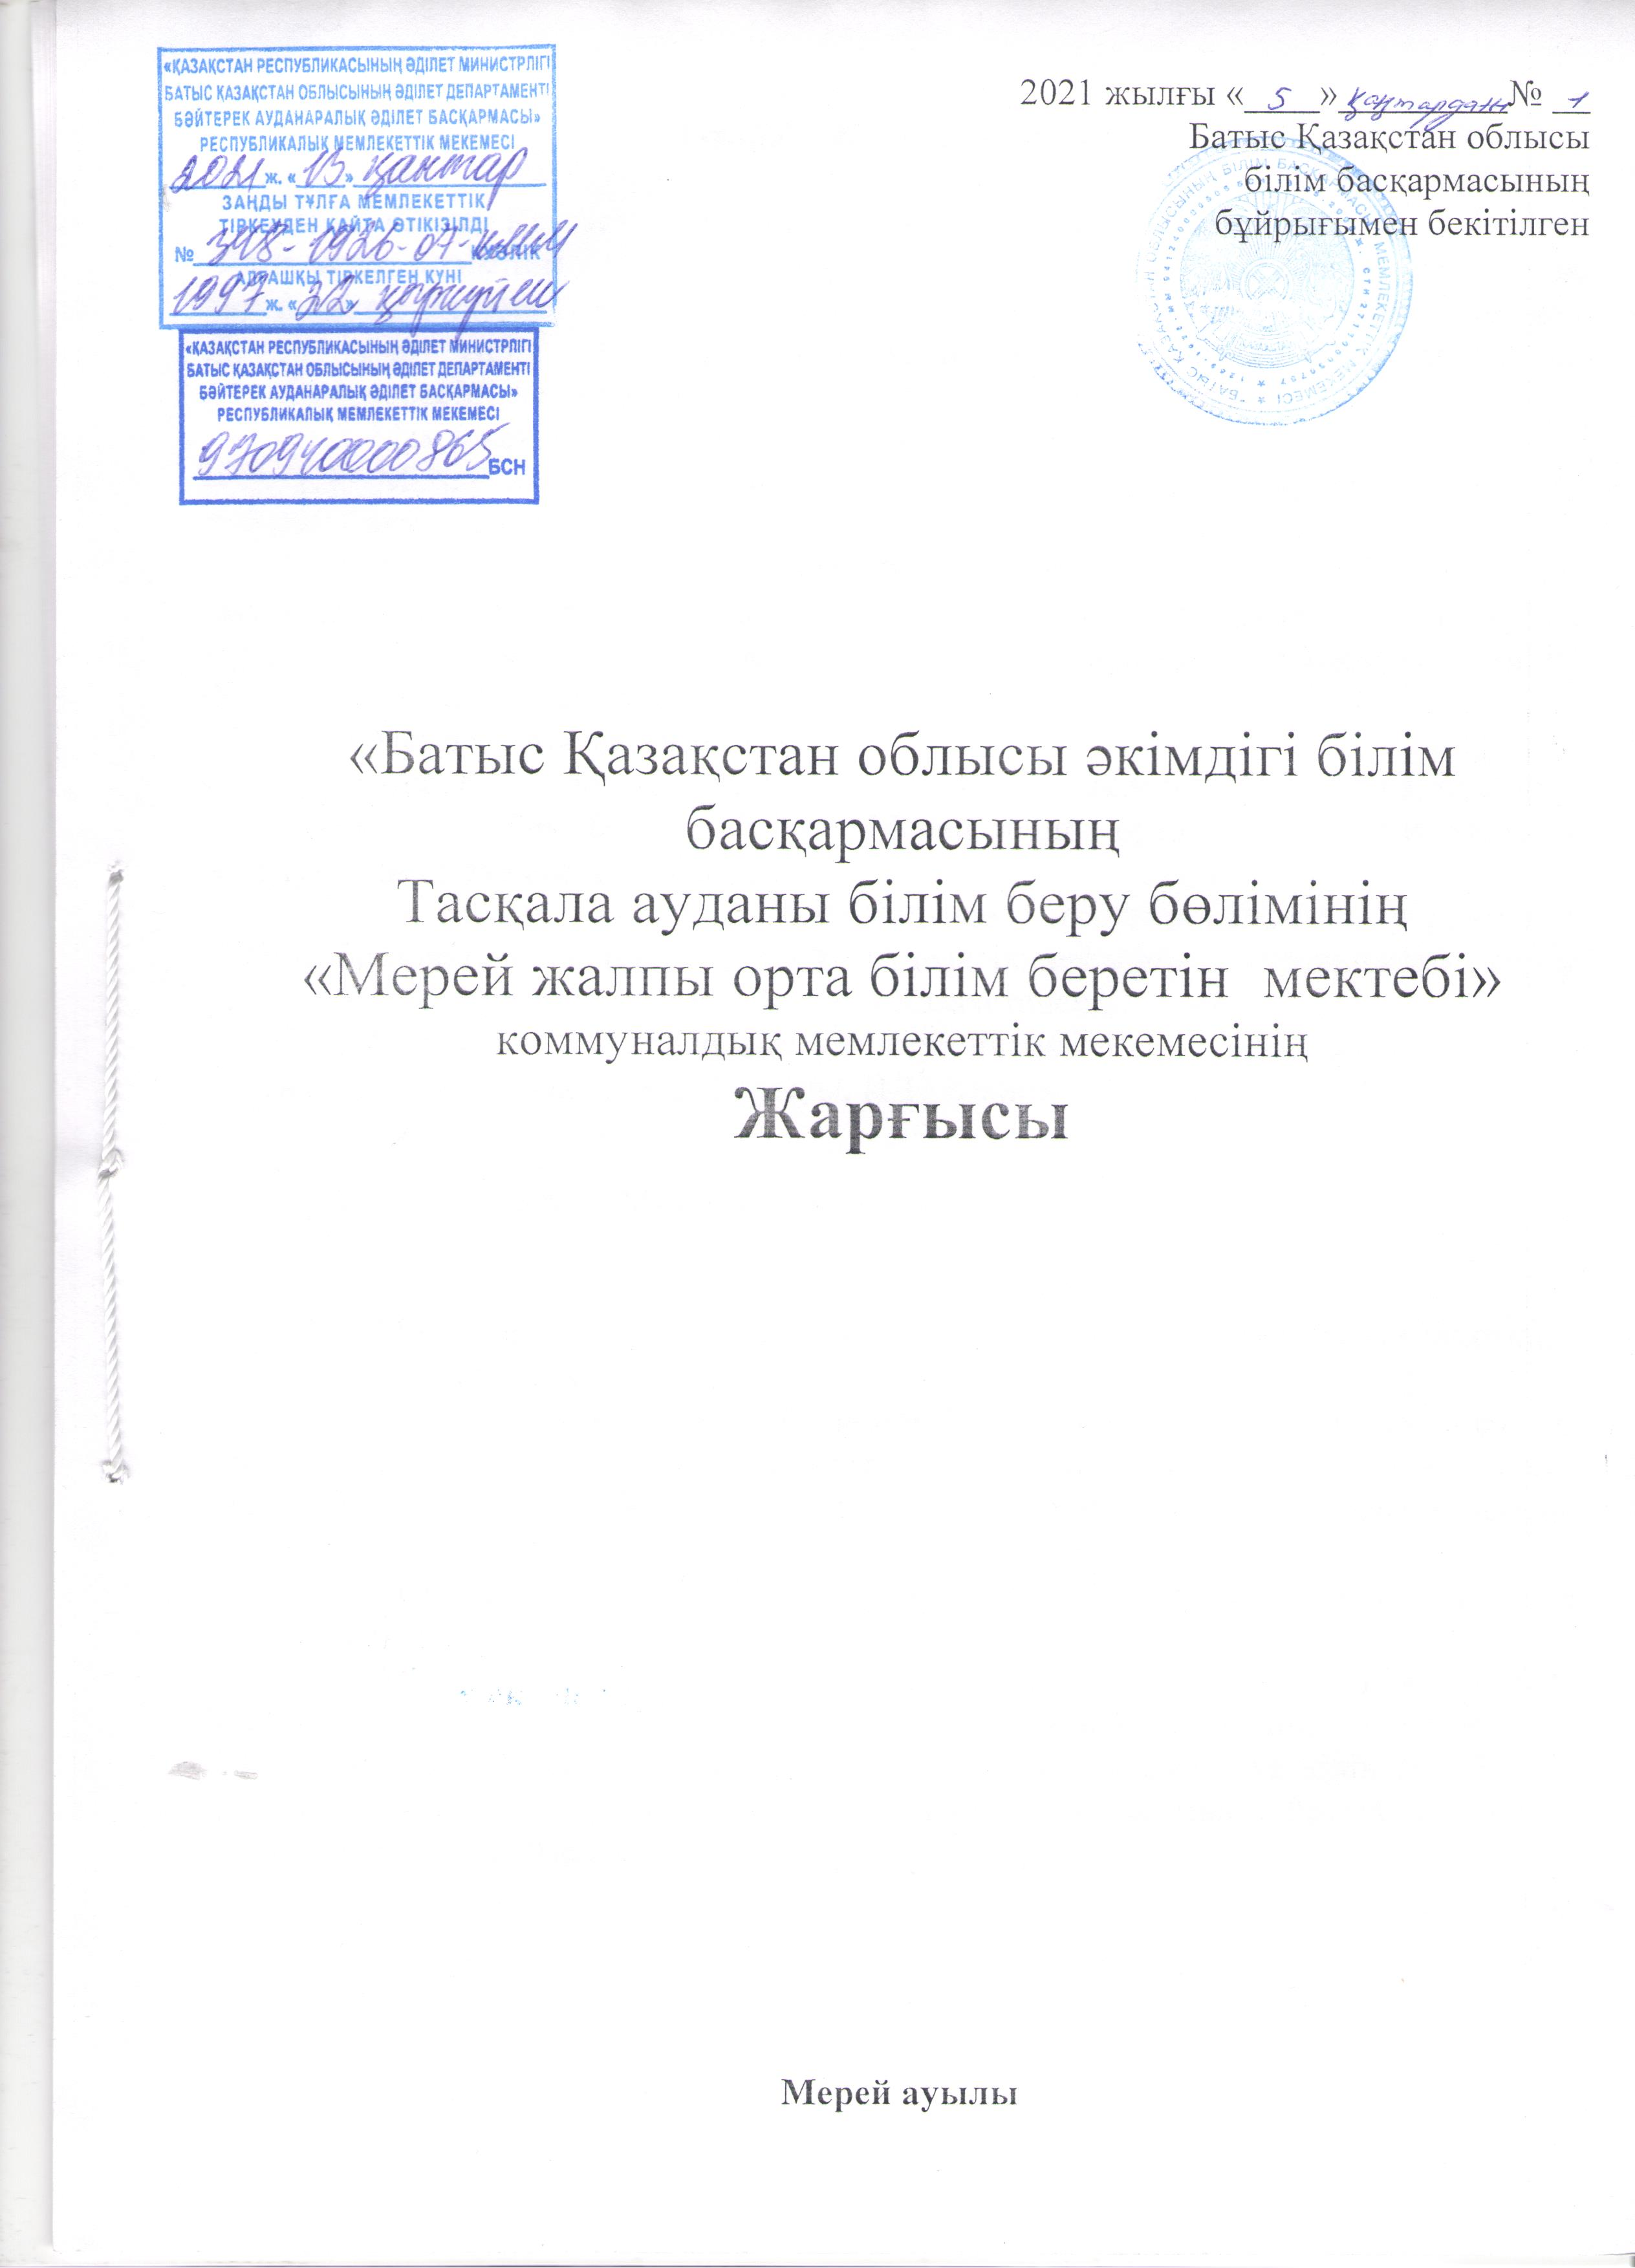 «ҚАЗАҚСТАН РЕСПУБЛИКАСЫНЫҢ ӘДІЛЕТ МИНИСТРЛІГІ
БАТЫС ҚАЗАҚСТАН ОБЛЫСЫНЫҢ ӘДІЛЕТ ДЕПАРТАМЕНТІ
БӘЙТЕРЕК АУДАНАРАЛЫҚ ӘДІЛЕТ БАСҚАРМАСЫ»
РЕСПУБЛИКАЛЫҚ МЕМЛЕКЕТТІК МЕКЕМЕСІ
2021 ж. «13» қаңтар
ЗАҢДЫ ТҰЛҒА МЕМЛЕКЕТТІК
ТІРКЕУДЕН ҚАЙТА ӨТКІЗІЛДІ
№ 348-1926-07-
АЛҒАШҚЫ ТІРКЕЛГЕН КҮНІ
1997 ж. «22» қыркүйек
«ҚАЗАҚСТАН РЕСПУБЛИКАСЫНЫҢ ӘДІЛЕТ МИНИСТРЛІГІ
БАТЫС ҚАЗАҚСТАН ОБЛЫСЫНЫҢ ӘДІЛЕТ ДЕПАРТАМЕНТІ
БӘЙТЕРЕК АУДАНАРАЛЫҚ ӘДІЛЕТ БАСҚАРМАСЫ»
РЕСПУБЛИКАЛЫҚ МЕМЛЕКЕТТІК МЕКЕМЕСІ
970940000865 БСН
2021 жылғы « 5 » қаңтардағы № 1
Батыс Қазақстан облысы
білім басқармасының
бұйрығымен бекітілген
«Батыс Қазақстан облысы әкімдігі білім
басқармасының
Тасқала ауданы білім беру бөлімінің
«Мерей жалпы орта білім беретін мектебі»
коммуналдық мемлекеттік мекемесінің
Жарғысы
Мерей ауылы